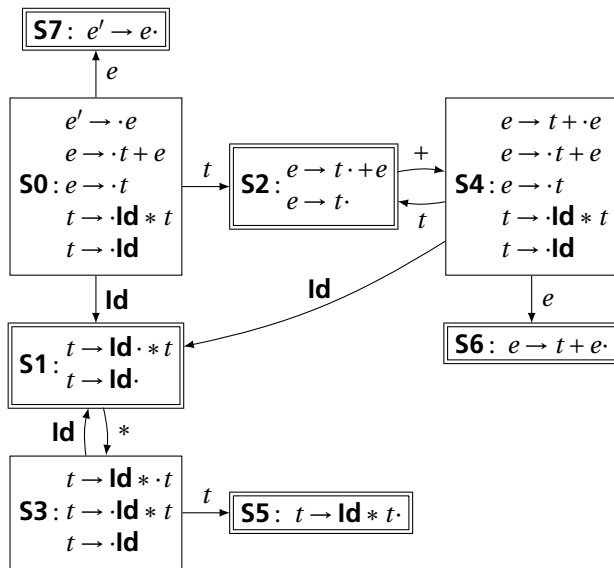 S7 : e′ → e·
e
e′ → ·e
e → ·t + e
S0 : e → ·t
t → ·Id ∗ t
t → ·Id
t
S2 : e → t · +e
e → t·
+
t
e → t + ·e
e → ·t + e
S4 : e → ·t
t → ·Id ∗ t
t → ·Id
Id
Id
e
S1 : t → Id · ∗ t
t → Id·
S6 : e → t + e·
Id
∗
t → Id ∗ ·t
S3 : t → ·Id ∗ t
t → ·Id
t
S5 : t → Id ∗ t·